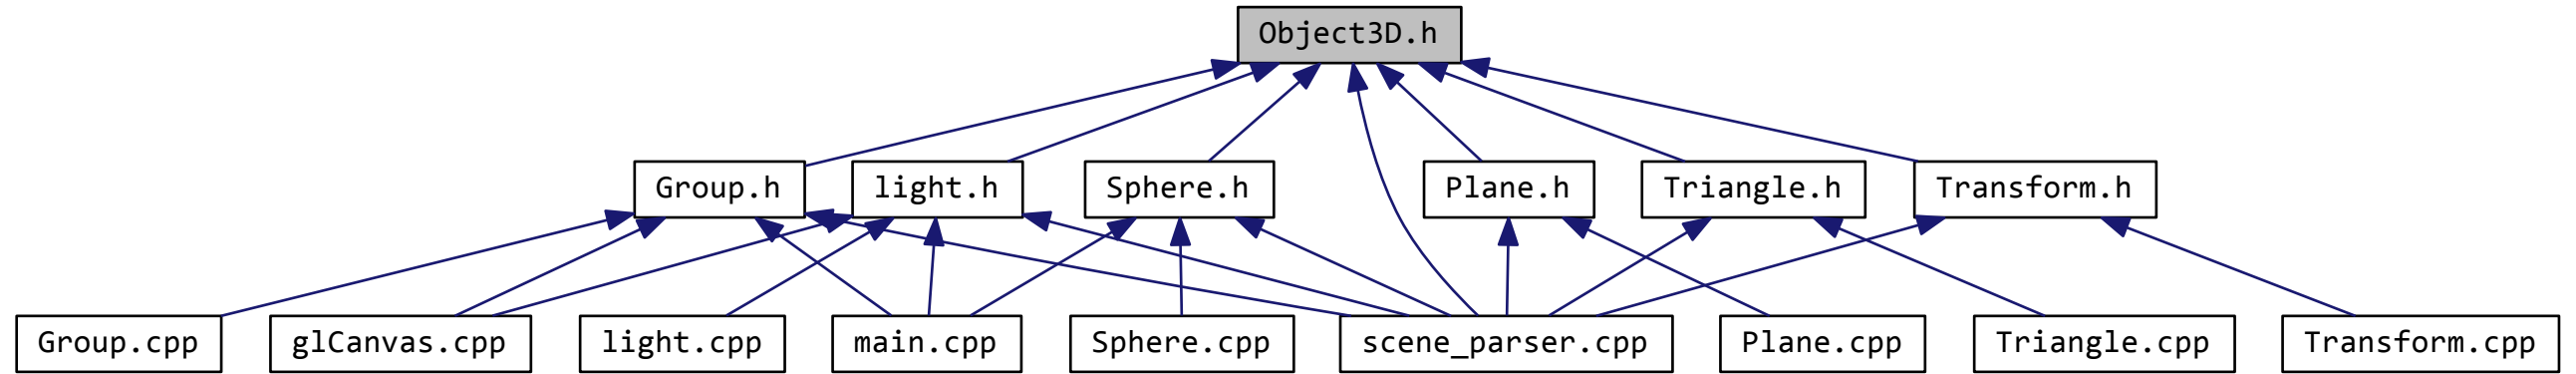 Object3D.h
Group.h
light.h
Sphere.h
Plane.h
Triangle.h
Transform.h
Group.cpp
glCanvas.cpp
light.cpp
main.cpp
Sphere.cpp
scene_parser.cpp
Plane.cpp
Triangle.cpp
Transform.cpp